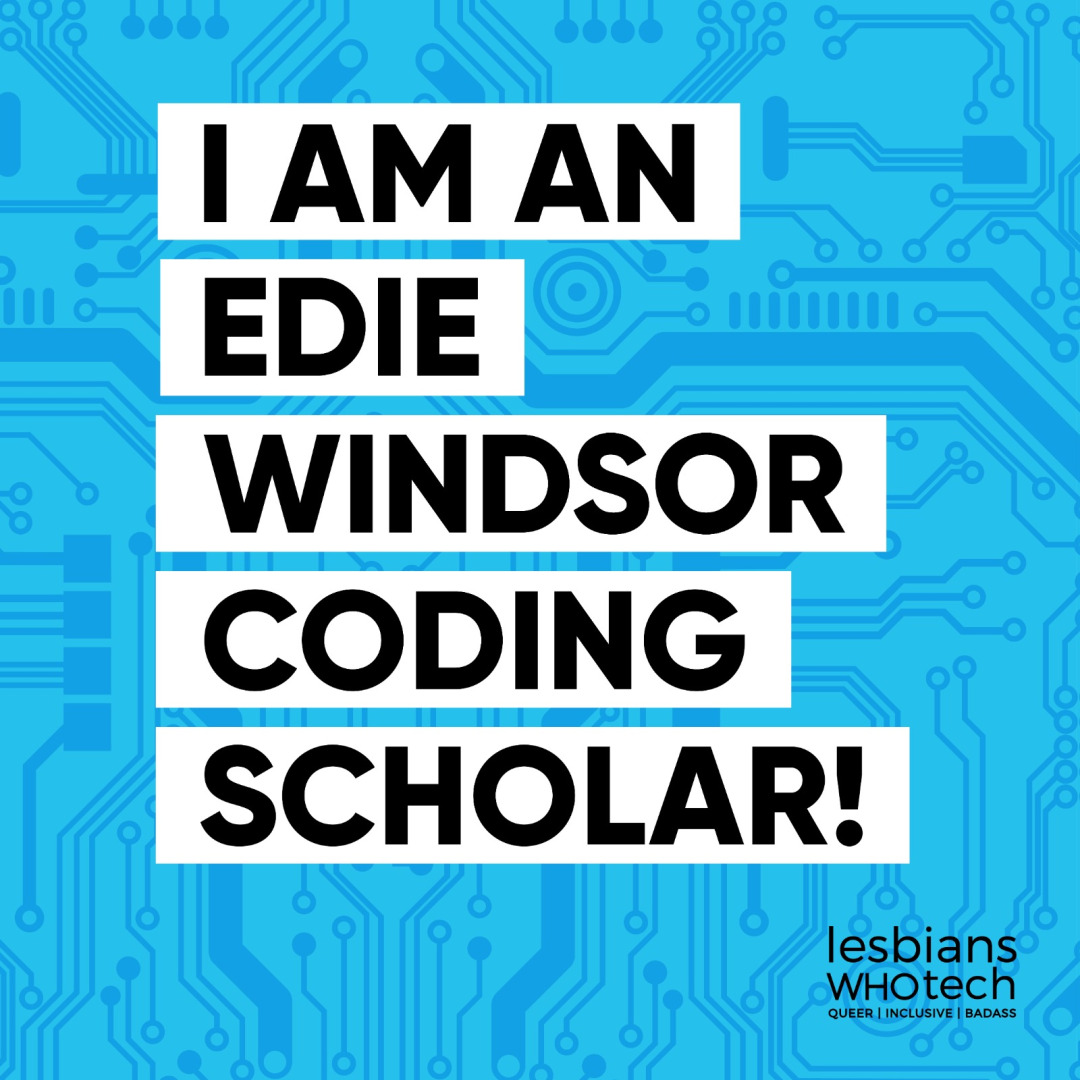 I AM AN
EDIE
WINDSOR
CODING
SCHOLAR!
lesbians
WHOtech
QUEER | INCLUSIVE | BADASS